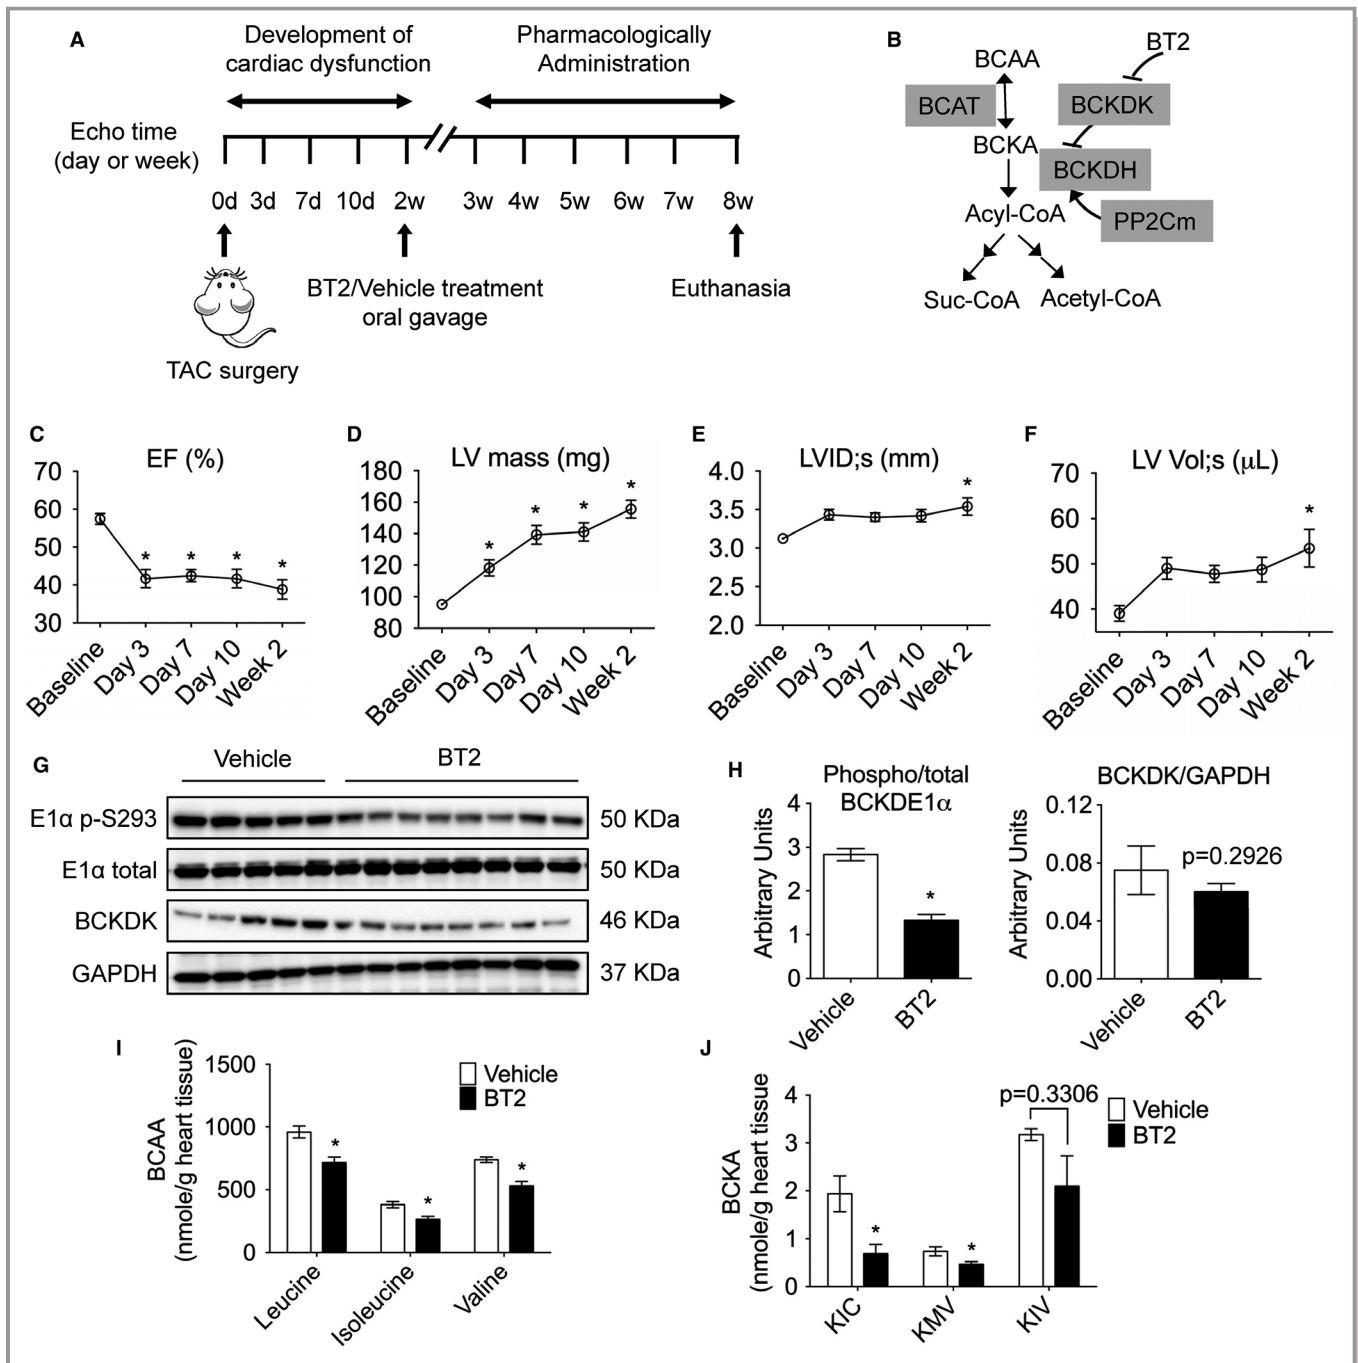 A
Development of
cardiac dysfunction
Pharmacologically
Administration
Echo time
(day or week)
0d 3d 7d 10d 2w 3w 4w 5w 6w 7w 8w
BT2/Vehicle treatment
oral gavage
Euthanasia
TAC surgery
B
BCAA
BT2
BCAT
BCKDK
BCKA
BCKDH
Acyl-CoA
PP2Cm
Suc-CoA Acetyl-CoA
C
EF (%)
70
60
50
40
30
* * * *
Baseline Day 3 Day 7 Day 10 Week 2
D
LV mass (mg)
180
160
140
120
100
80
* * * *
Baseline Day 3 Day 7 Day 10 Week 2
E
LVID;s (mm)
4.0
3.5
3.0
2.5
2.0
*
Baseline Day 3 Day 7 Day 10 Week 2
F
LV Vol;s (μL)
70
60
50
40
*
Baseline Day 3 Day 7 Day 10 Week 2
G
Vehicle BT2
E1α p-S293 50 KDa
E1α total 50 KDa
BCKDK 46 KDa
GAPDH 37 KDa
H
Phospho/total
BCKDE1α
Arbitrary Units
4
3
2
1
0
*
Vehicle BT2
BCKDK/GAPDH
Arbitrary Units
0.12
0.08
0.04
0.00
p=0.2926
Vehicle BT2
I
BCAA
(nmole/g heart tissue)
1500
1000
500
0
Vehicle
BT2
* * *
Leucine Isoleucine Valine
J
BCKA
(nmole/g heart tissue
4
3
2
1
0
p=0.3306
Vehicle
BT2
* *
KIC KMV KIV